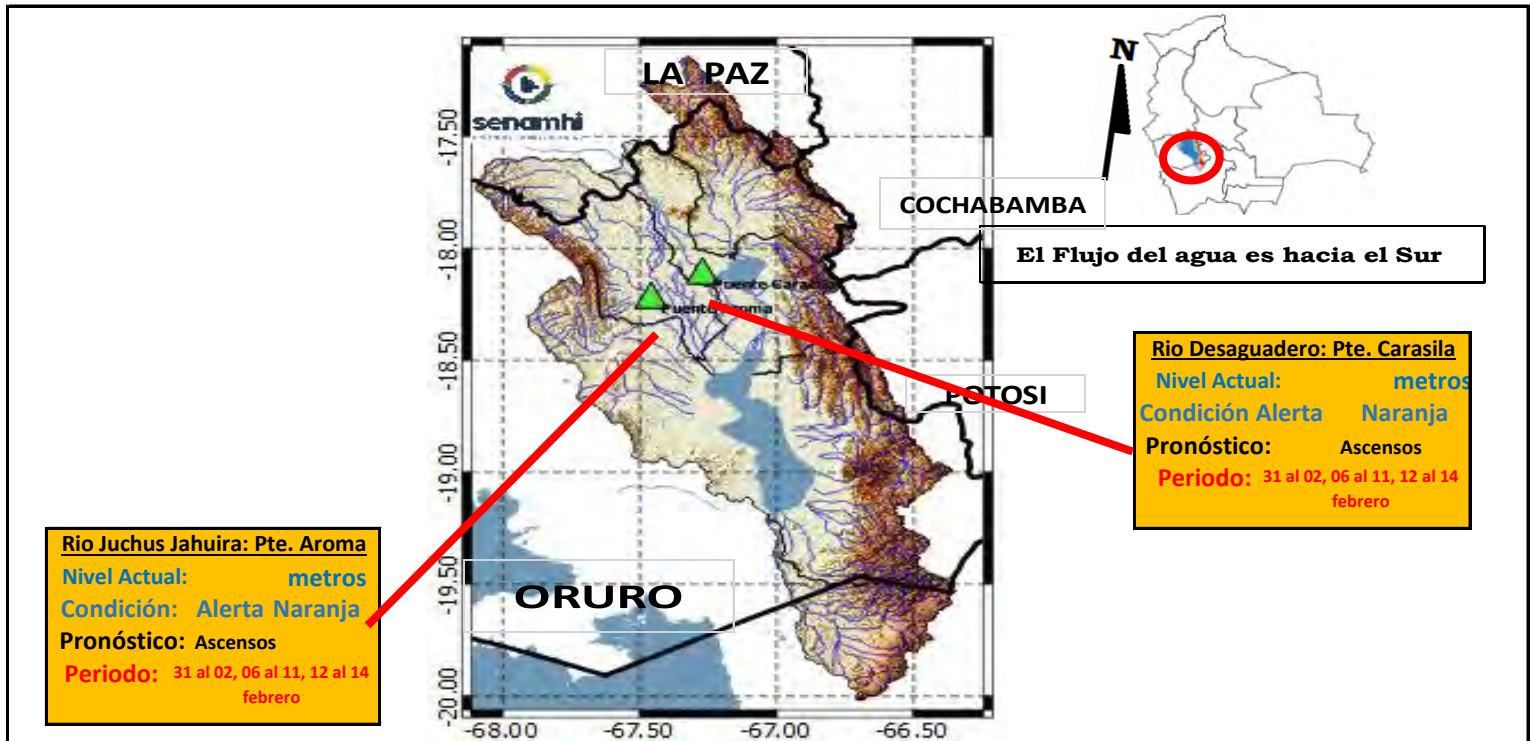 LA PAZ
senamhi
N
COCHABAMBA
El Flujo del agua es hacia el Sur
POTOSI
ORURO
Rio Desaguadero: Pte. Carasila
Nivel Actual: metros
Condición Alerta Naranja
Pronóstico: Ascensos
Periodo: 31 al 02, 06 al 11, 12 al 14
febrero
Rio Juchus Jahuira: Pte. Aroma
Nivel Actual: metros
Condición: Alerta Naranja
Pronóstico: Ascensos
Periodo: 31 al 02, 06 al 11, 12 al 14
febrero
-17.50
-18.00
-18.50
-19.00
-19.50
-20.00
-68.00 -67.50 -67.00 -66.50